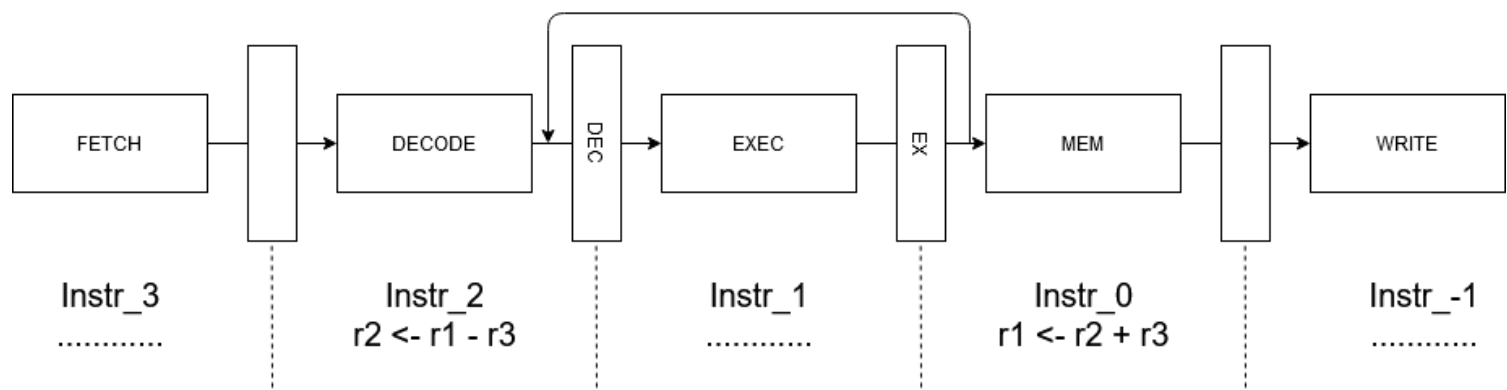 FETCH
DECODE
DEC
EXEC
EX
MEM
WRITE
Instr_3
............
Instr_2
r2 <- r1 - r3
Instr_1
............
Instr_0
r1 <- r2 + r3
Instr_-1
............